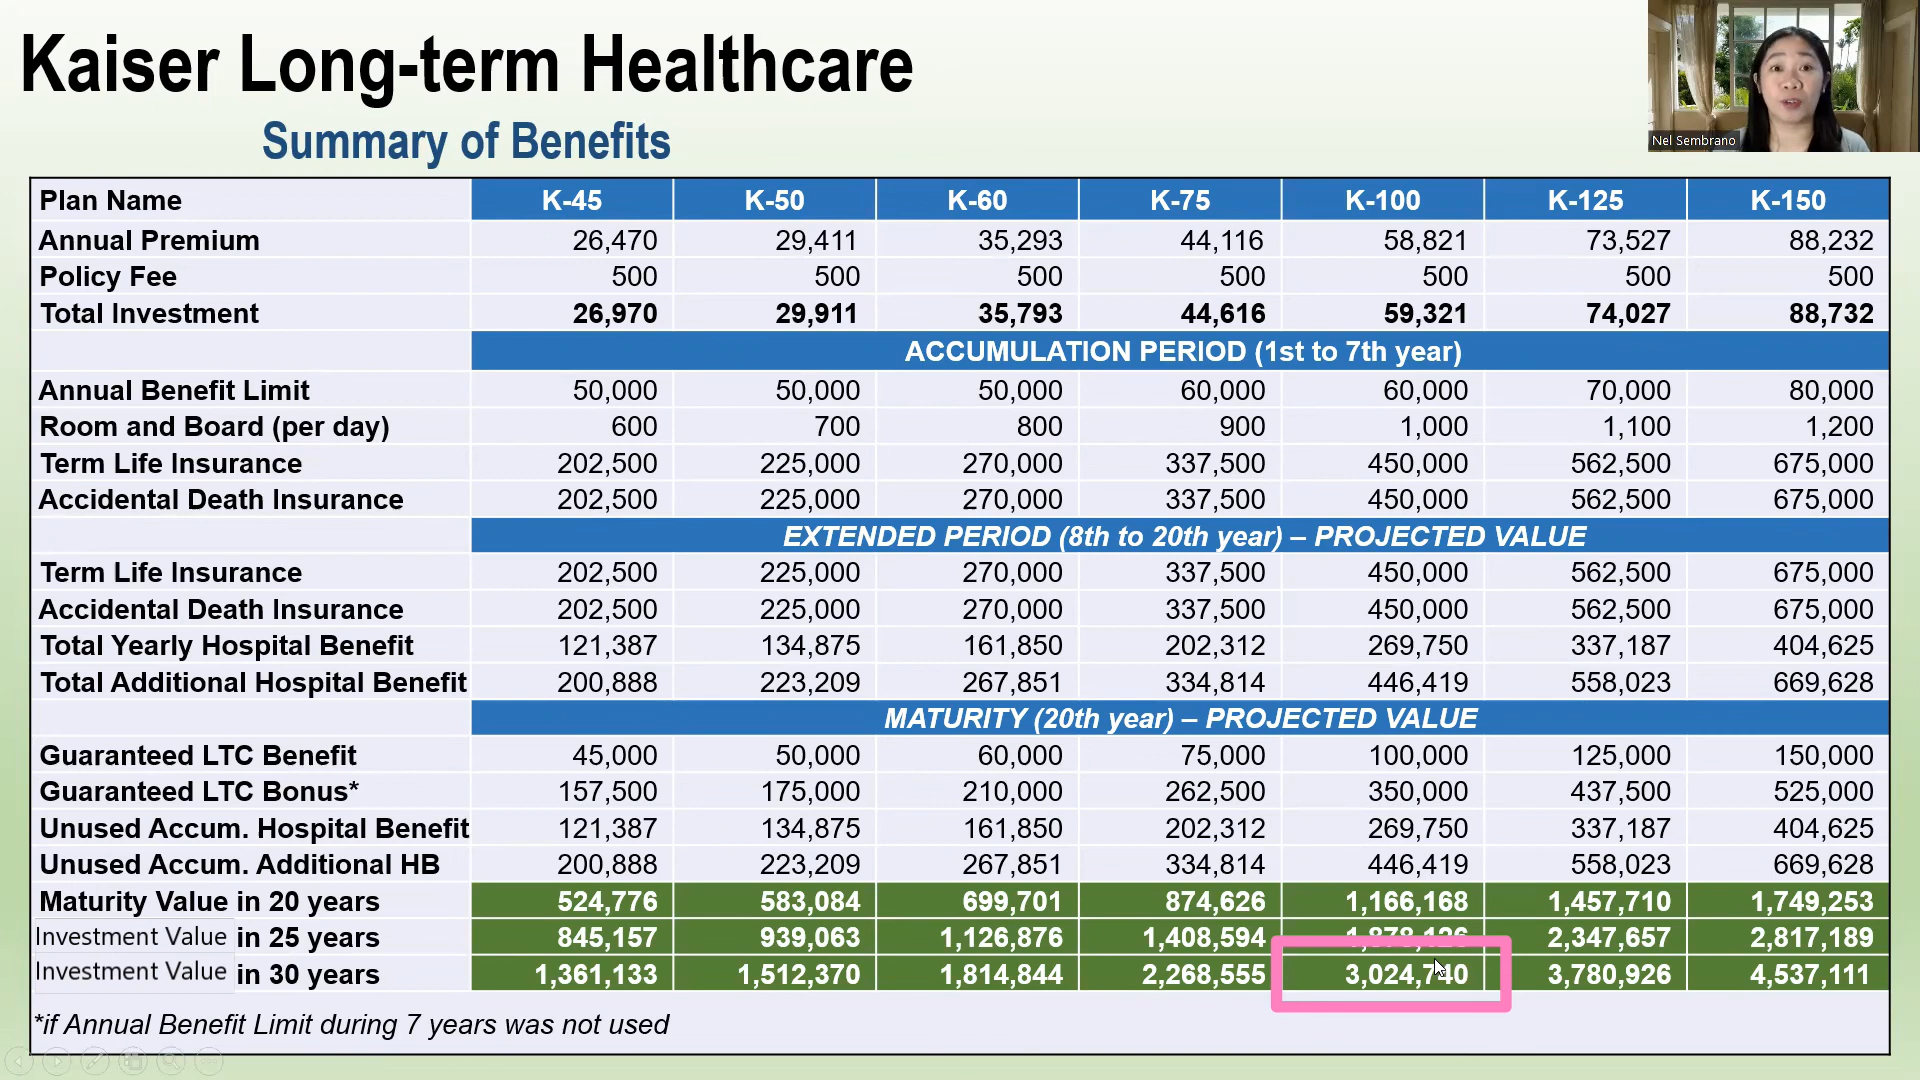 Kaiser Long-term Healthcare
Summary of Benefits
Nel Sembrano
Plan Name K-45 K-50 K-60 K-75 K-100 K-125 K-150
Annual Premium 26,470 29,411 35,293 44,116 58,821 73,527 88,232
Policy Fee 500 500 500 500 500 500 500
Total Investment 26,970 29,911 35,793 44,616 59,321 74,027 88,732
ACCUMULATION PERIOD (1st to 7th year)
Annual Benefit Limit 50,000 50,000 50,000 60,000 60,000 70,000 80,000
Room and Board (per day) 600 700 800 900 1,000 1,100 1,200
Term Life Insurance 202,500 225,000 270,000 337,500 450,000 562,500 675,000
Accidental Death Insurance 202,500 225,000 270,000 337,500 450,000 562,500 675,000
EXTENDED PERIOD (8th to 20th year) – PROJECTED VALUE
Term Life Insurance 202,500 225,000 270,000 337,500 450,000 562,500 675,000
Accidental Death Insurance 202,500 225,000 270,000 337,500 450,000 562,500 675,000
Total Yearly Hospital Benefit 121,387 134,875 161,850 202,312 269,750 337,187 404,625
Total Additional Hospital Benefit 200,888 223,209 267,851 334,814 446,419 558,023 669,628
MATURITY (20th year) – PROJECTED VALUE
Guaranteed LTC Benefit 45,000 50,000 60,000 75,000 100,000 125,000 150,000
Guaranteed LTC Bonus* 157,500 175,000 210,000 262,500 350,000 437,500 525,000
Unused Accum. Hospital Benefit 121,387 134,875 161,850 202,312 269,750 337,187 404,625
Unused Accum. Additional HB 200,888 223,209 267,851 334,814 446,419 558,023 669,628
Maturity Value in 20 years 524,776 583,084 699,701 874,626 1,166,168 1,457,710 1,749,253
Investment Value in 25 years 845,157 939,063 1,126,876 1,408,594 2,347,657 2,817,189
Investment Value in 30 years 1,361,133 1,512,370 1,814,844 2,268,555 3,024,740 3,780,926 4,537,111
*if Annual Benefit Limit during 7 years was not used